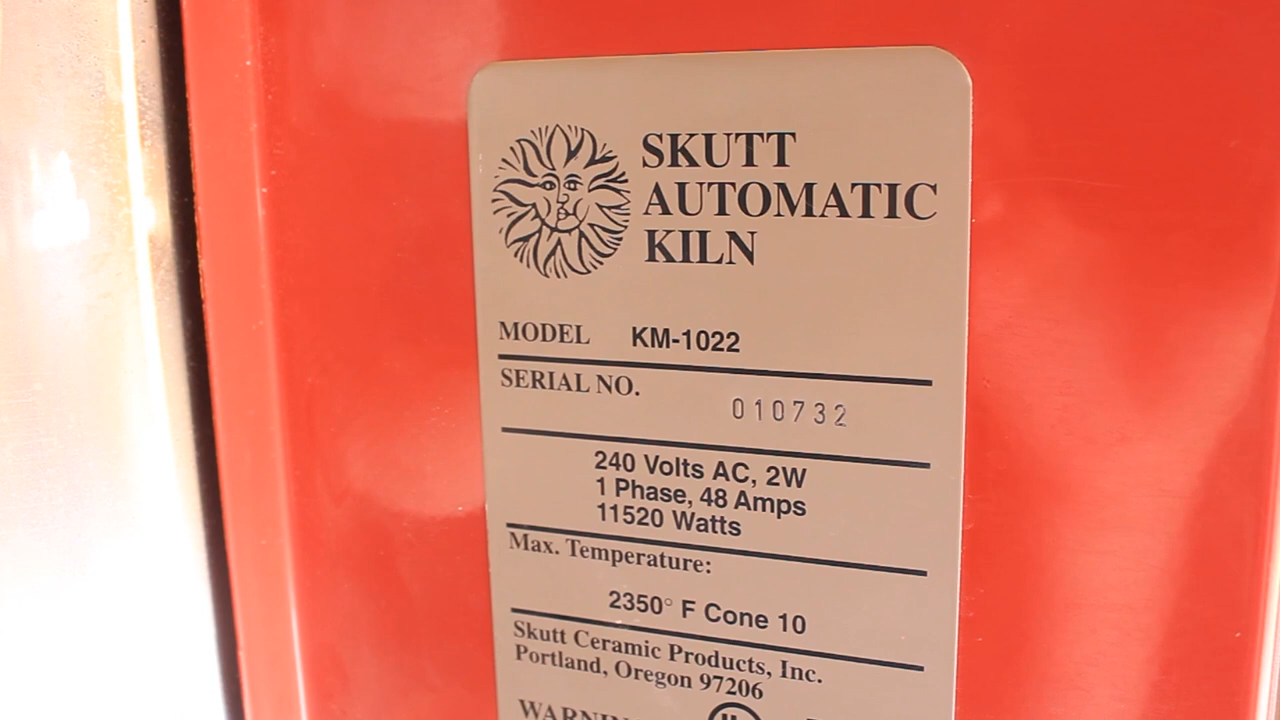 SKUTT
AUTOMATIC
KILN
MODEL KM-1022
SERIAL NO.
010732
240 Volts AC, 2W
1 Phase, 48 Amps
11520 Watts
Max. Temperature:
2350° F Cone 10
Skutt Ceramic Products, Inc.
Portland, Oregon 97206